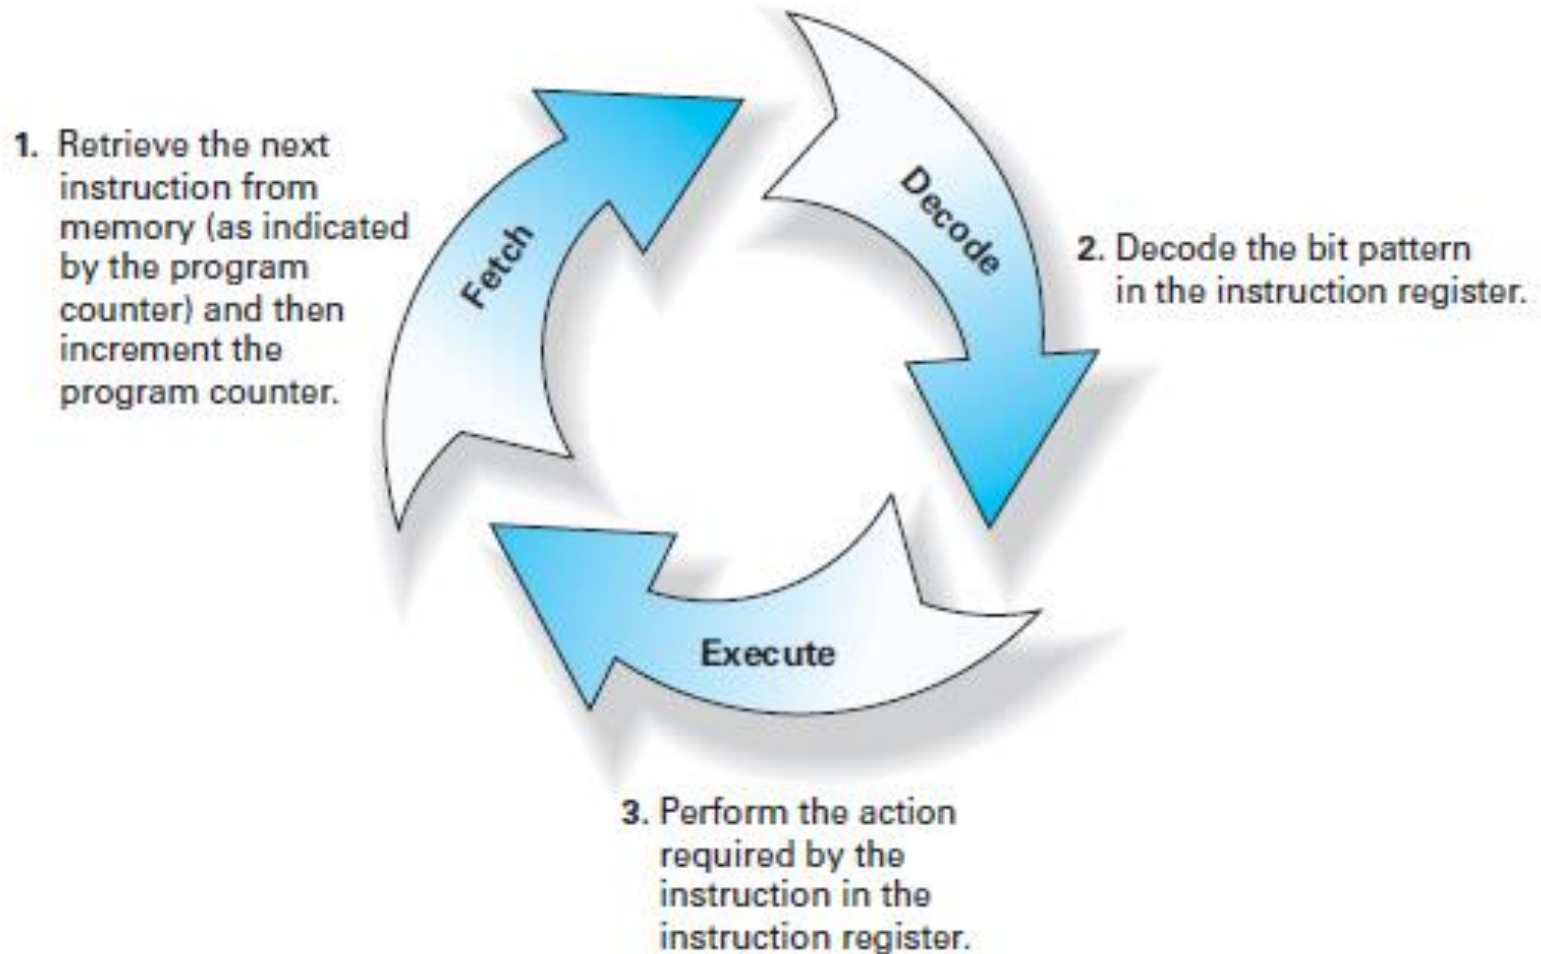 1. Retrieve the next
instruction from
memory (as indicated
by the program
counter) and then
increment the
program counter.
Fetch
Decode
2. Decode the bit pattern
in the instruction register.
Execute
3. Perform the action
required by the
instruction in the
instruction register.